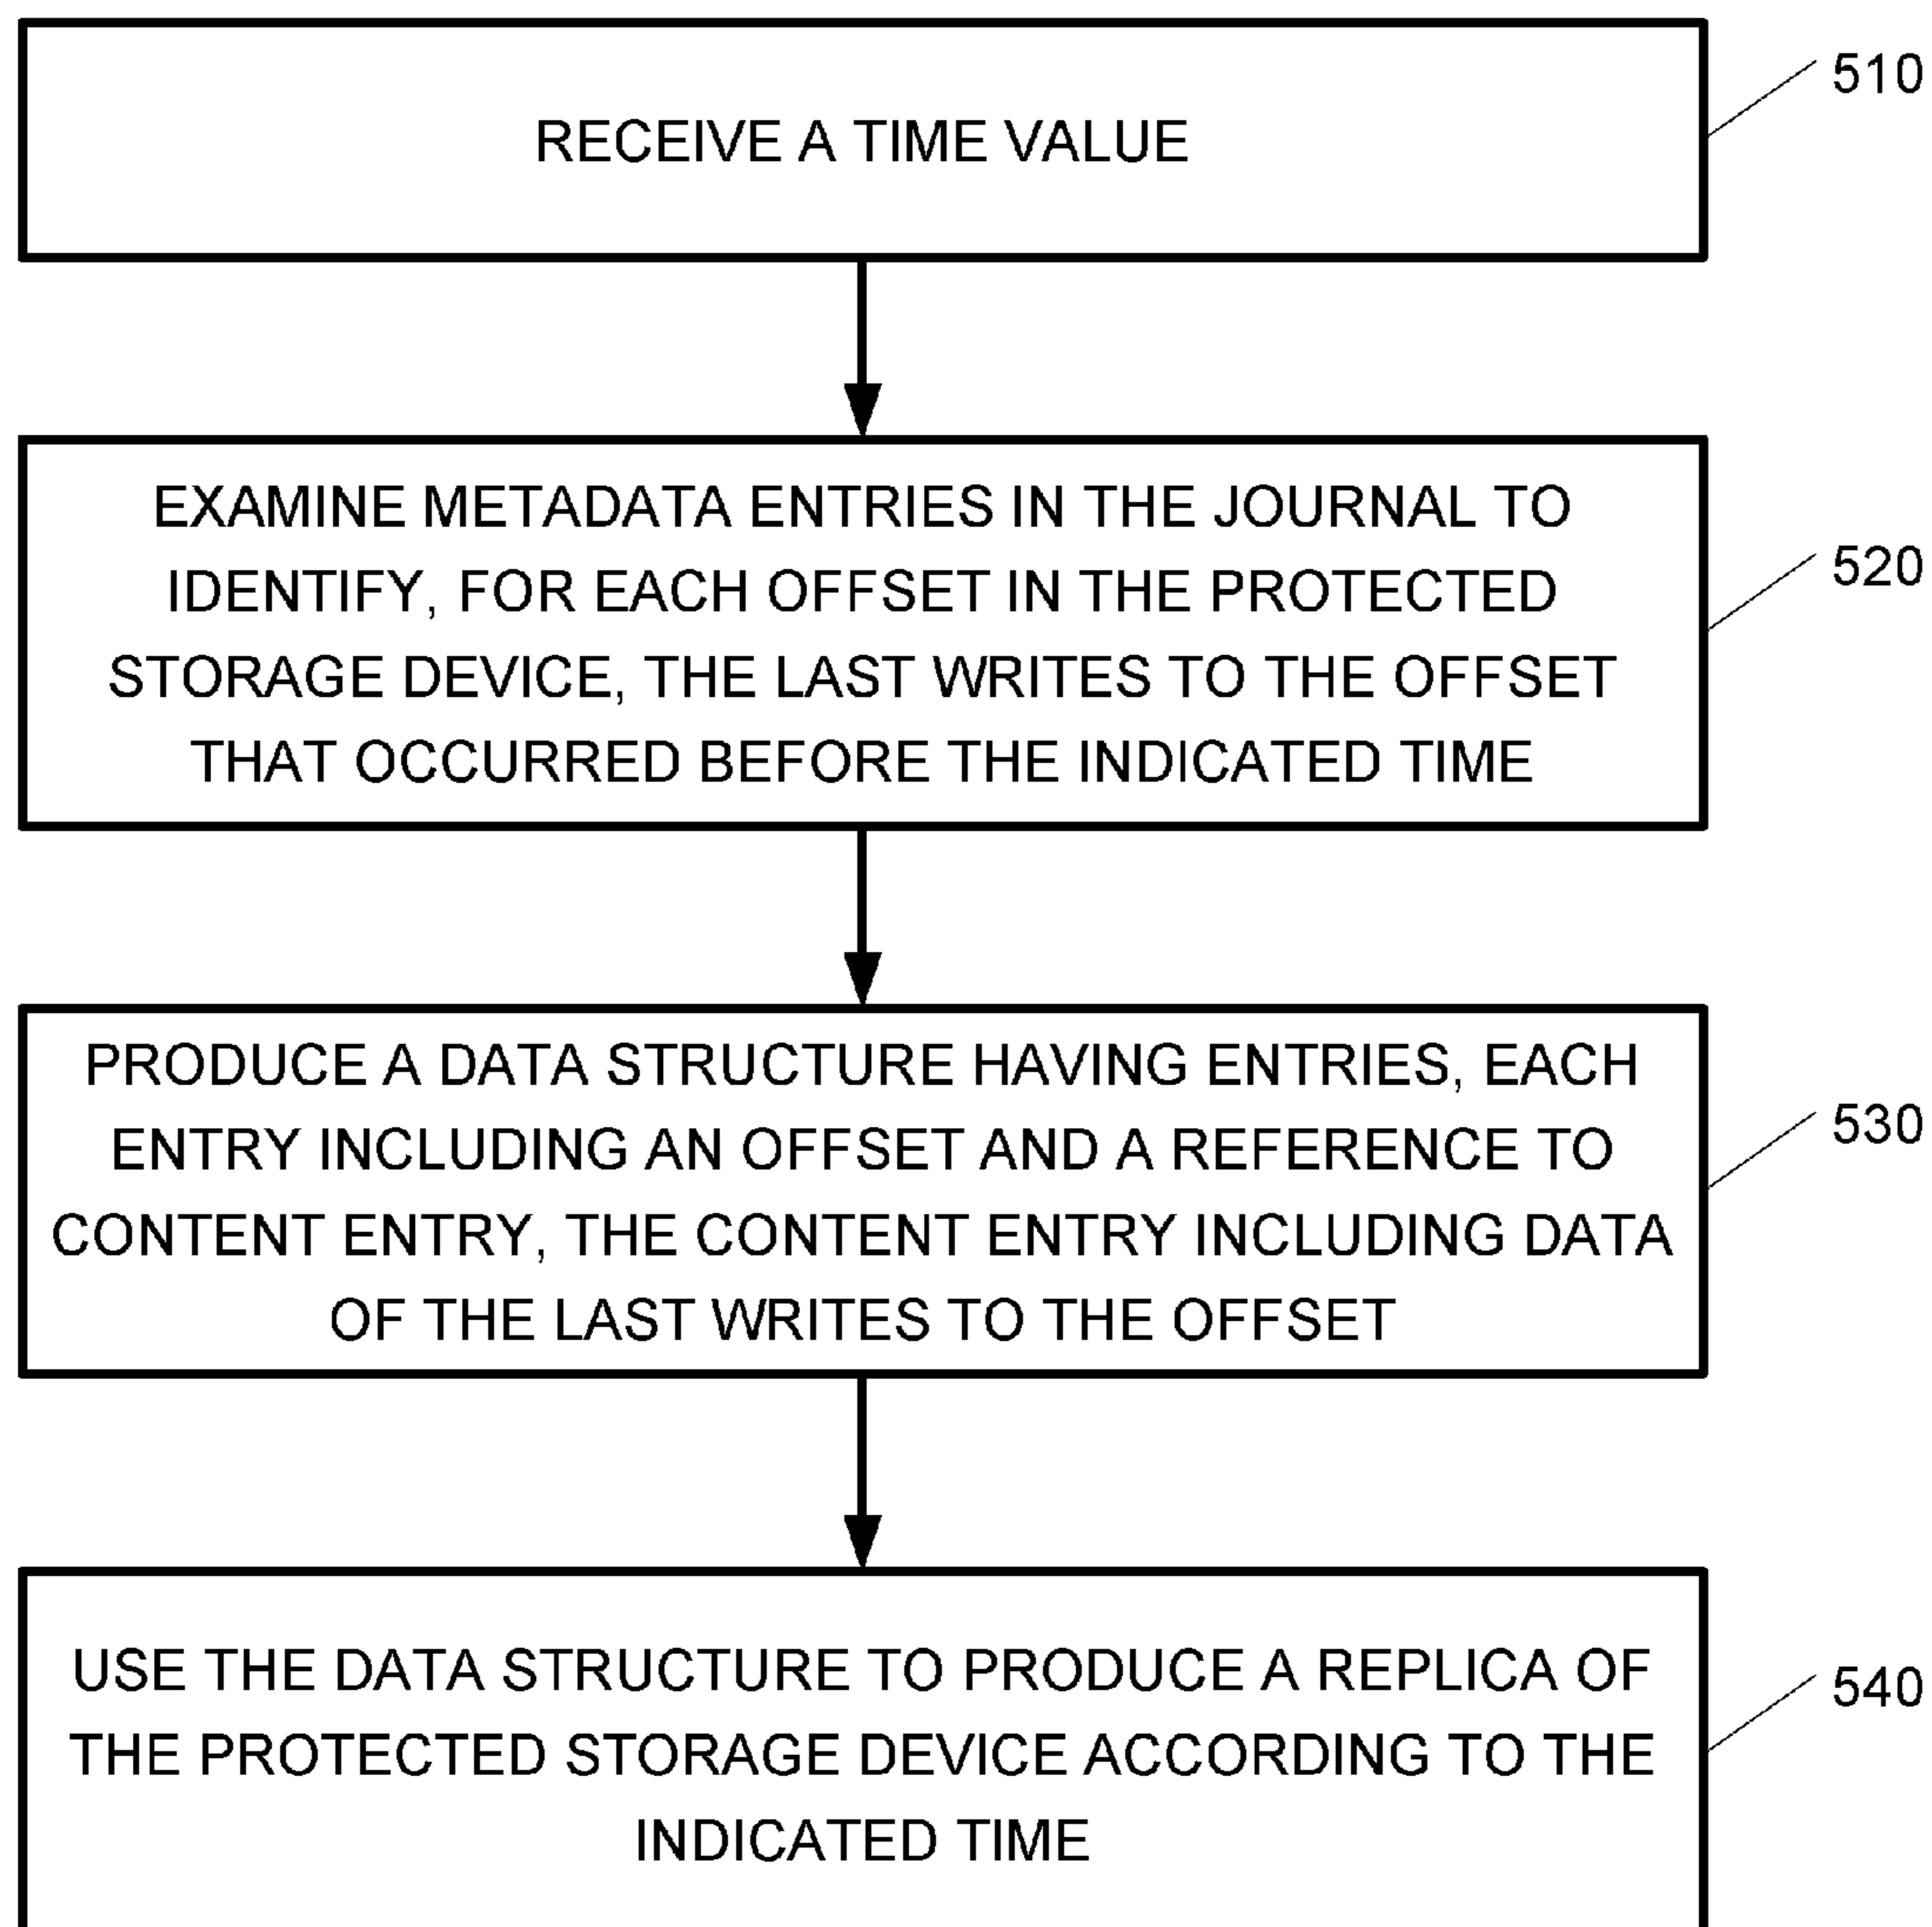 RECEIVE A TIME VALUE
510
EXAMINE METADATA ENTRIES IN THE JOURNAL TO
IDENTIFY, FOR EACH OFFSET IN THE PROTECTED
STORAGE DEVICE, THE LAST WRITES TO THE OFFSET
THAT OCCURRED BEFORE THE INDICATED TIME
520
PRODUCE A DATA STRUCTURE HAVING ENTRIES, EACH
ENTRY INCLUDING AN OFFSET AND A REFERENCE TO
CONTENT ENTRY, THE CONTENT ENTRY INCLUDING DATA
OF THE LAST WRITES TO THE OFFSET
530
USE THE DATA STRUCTURE TO PRODUCE A REPLICA OF
THE PROTECTED STORAGE DEVICE ACCORDING TO THE
INDICATED TIME
540